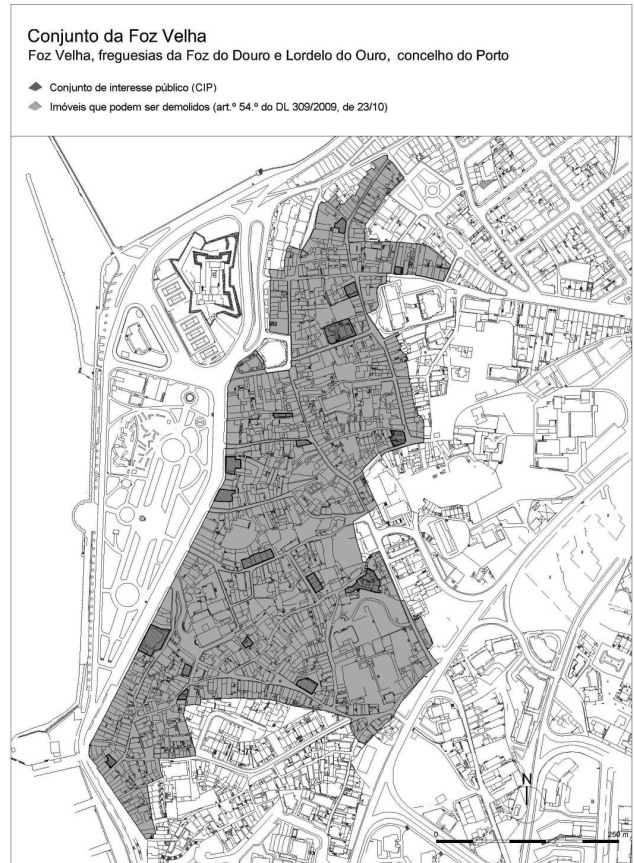 Conjunto da Foz Velha
Foz Velha, freguesias da Foz do Douro e Lordelo do Ouro, concelho do Porto
Conjunto de interesse público (CIP)
Imóveis que podem ser demolidos (art.º 54.º do DL 309/2009, de 23/10)
N
0
250 m